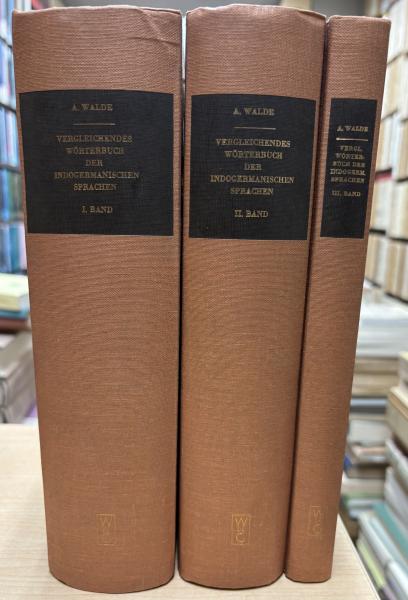 A. WALDE
VERGLEICHENDES
WÖRTERBUCH
DER
INDOGERMANISCHEN
SPRACHEN
I. BAND
W
G
A. WALDE
VERGLEICHENDES
WÖRTERBUCH
DER
INDOGERMANISCHEN
SPRACHEN
II. BAND
W
G
A. WALDE
VERGL.
WÖRTER-
BUCH DER
INDOGERM.
SPRACHEN
III. BAND
W
G